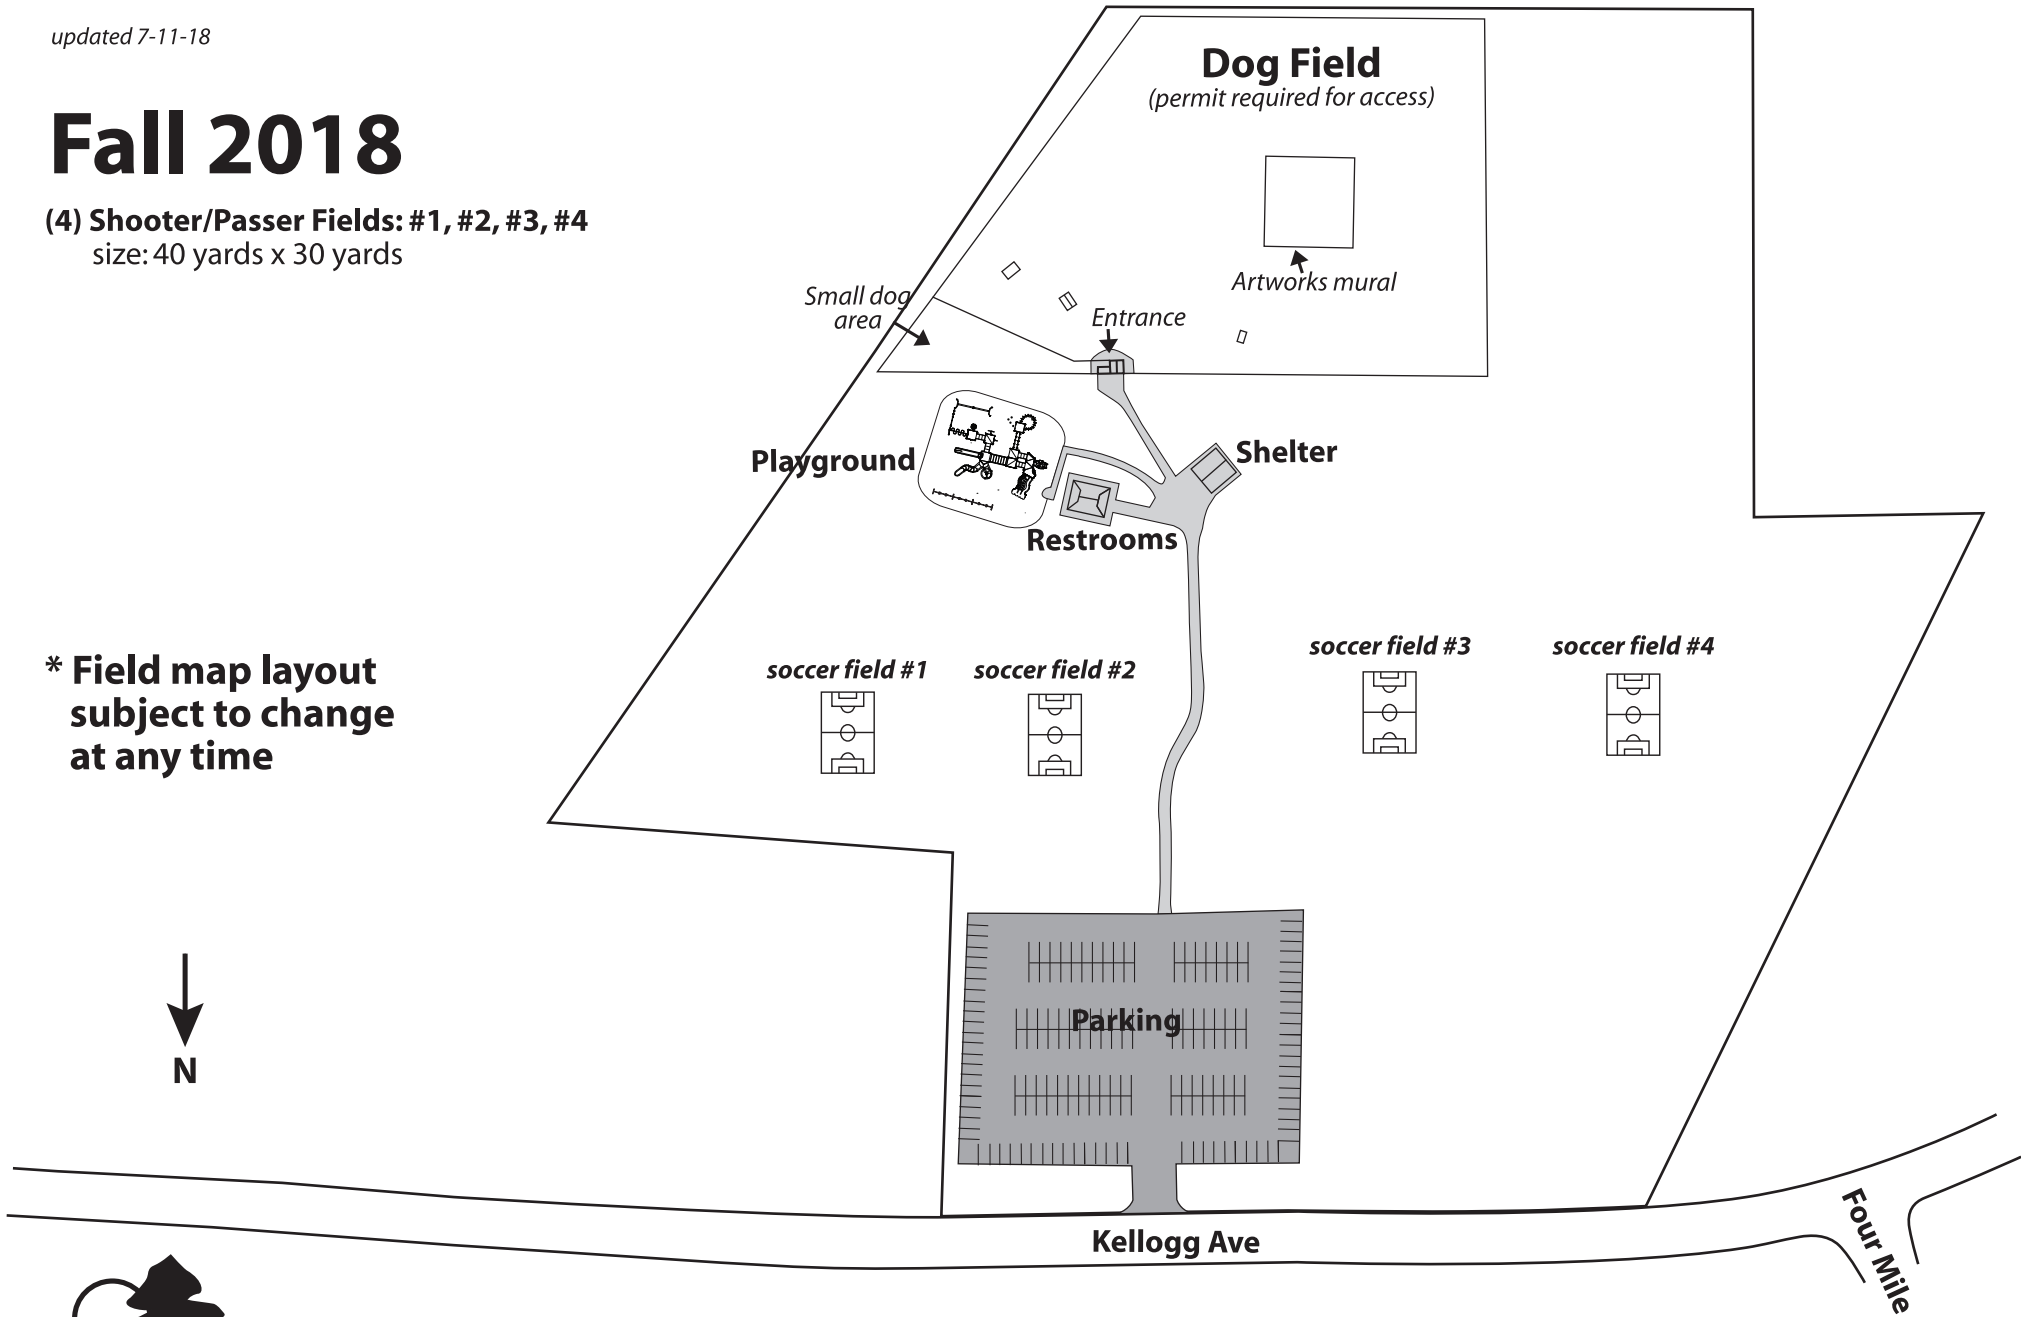 updated 7-11-18
Fall 2018
(4) Shooter/Passer Fields: #1, #2, #3, #4
size: 40 yards x 30 yards
Dog Field
(permit required for access)
Artworks mural
Small dog
area
Entrance
Playground
Shelter
Restrooms
* Field map layout
subject to change
at any time
soccer field #1
soccer field #2
soccer field #3
soccer field #4
Parking
N
Kellogg Ave
Four Mile